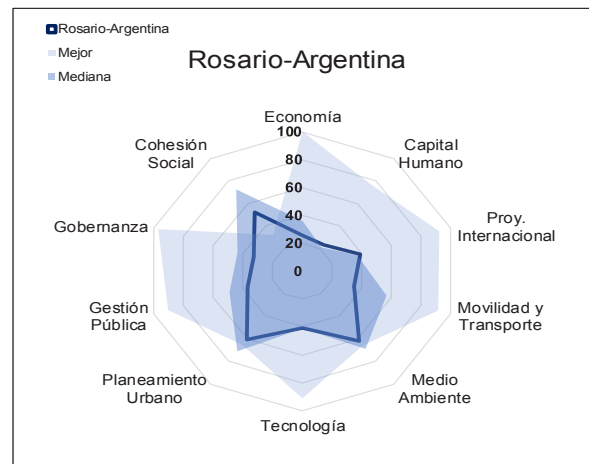 Rosario-Argentina
Mejor
Mediana
Rosario-Argentina
Economía
Capital
Humano
Proy.
Internacional
Movilidad y
Transporte
Medio
Ambiente
Tecnología
Planeamiento
Urbano
Gestión
Pública
Gobernanza
Cohesión
Social
100
80
60
40
20
0